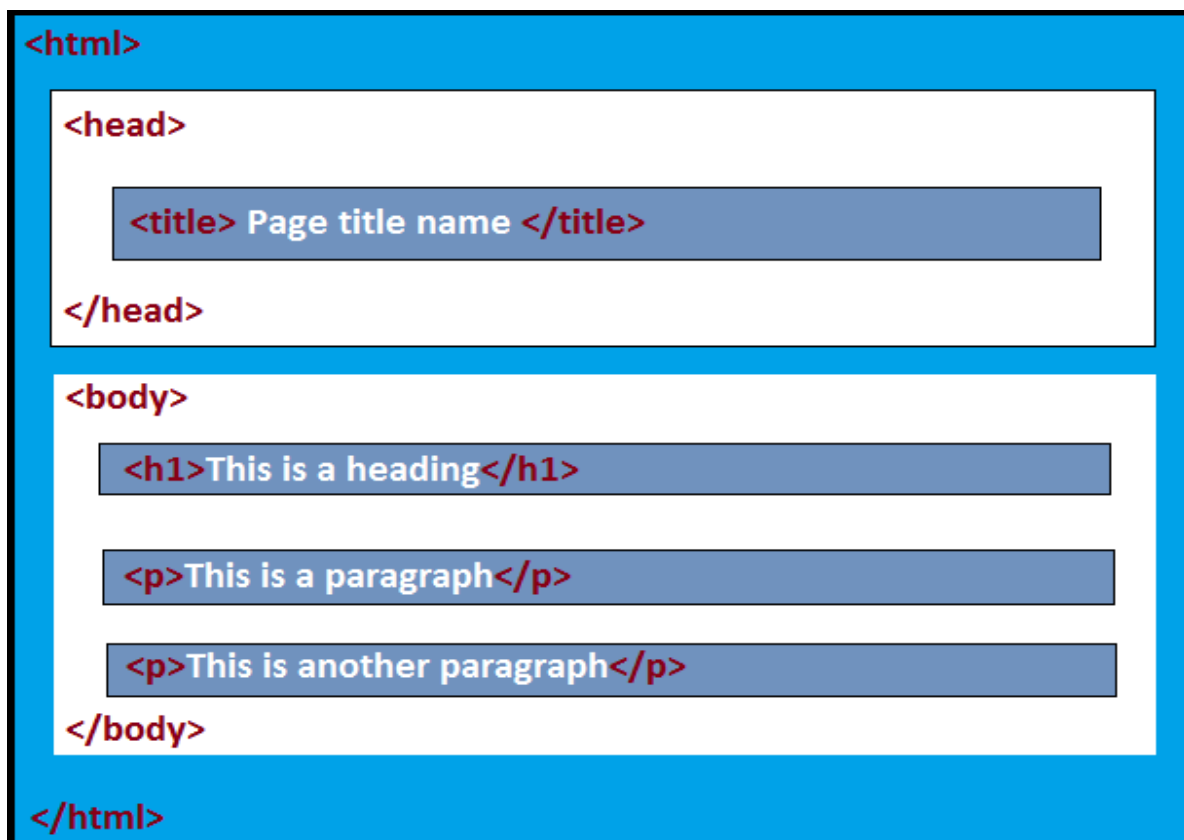 <html>
<head>
<title> Page title name </title>
</head>
<body>
<h1>This is a heading</h1>
<p>This is a paragraph</p>
<p>This is another paragraph</p>
</body>
</html>